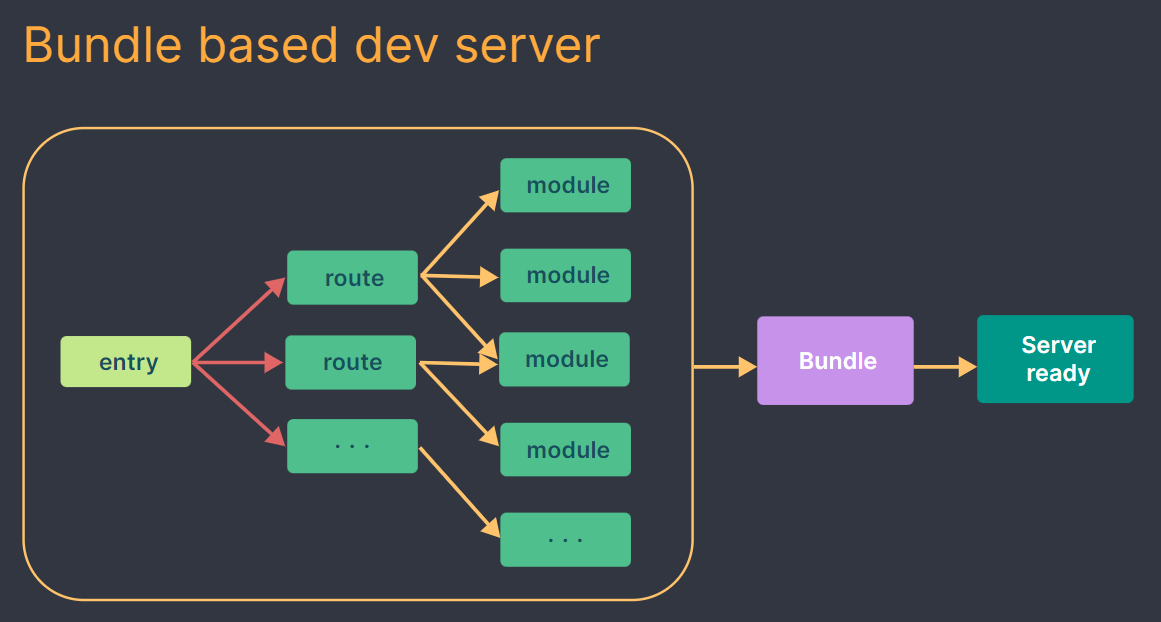 Bundle based dev server
module
module
route
module
entry
route
Bundle
Server
ready
· · ·
module
· · ·